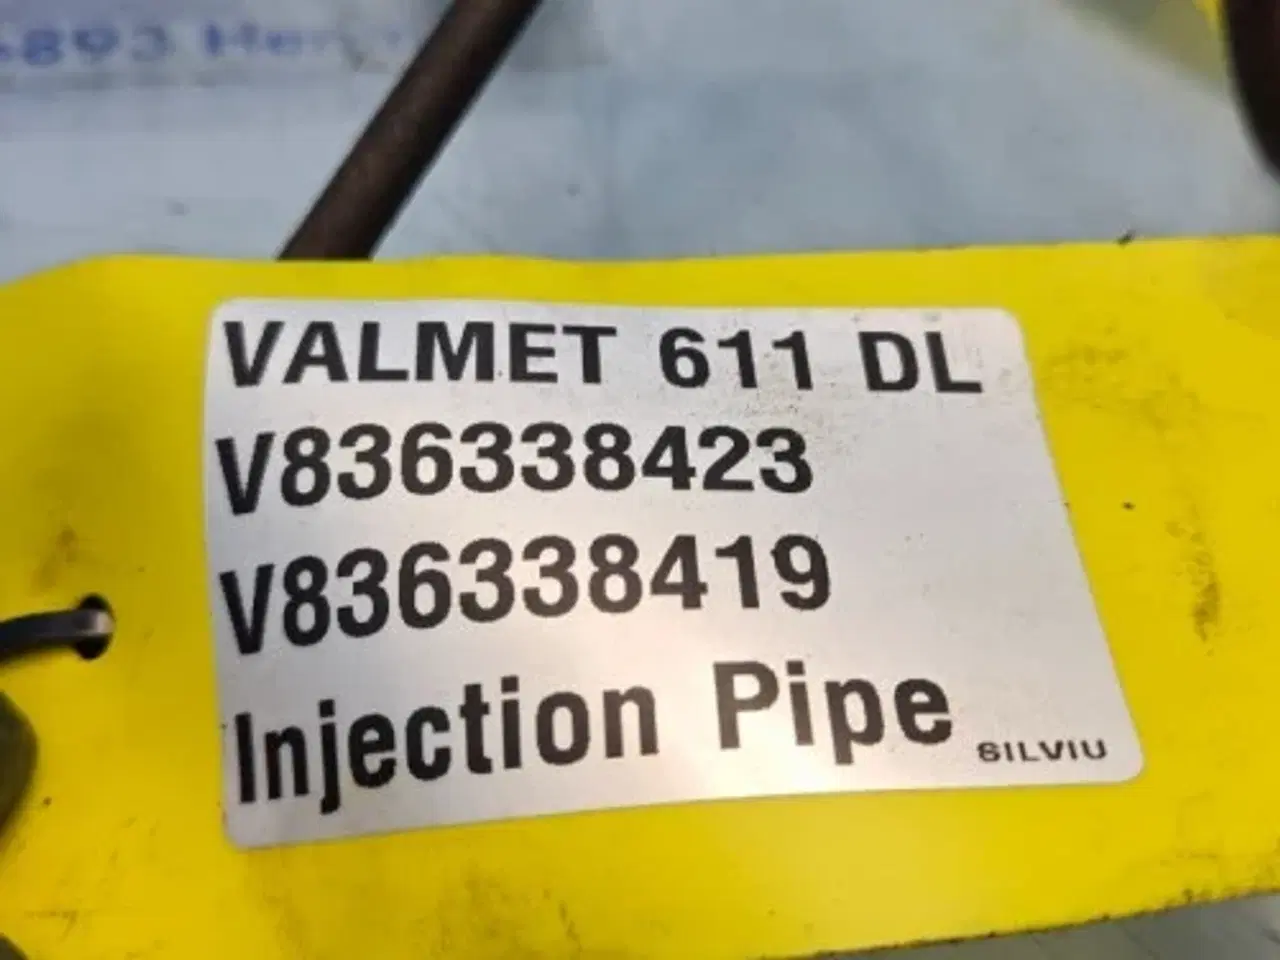 VALMET 611 DL
V836338423
V836338419
Injection Pipe
SILVIU